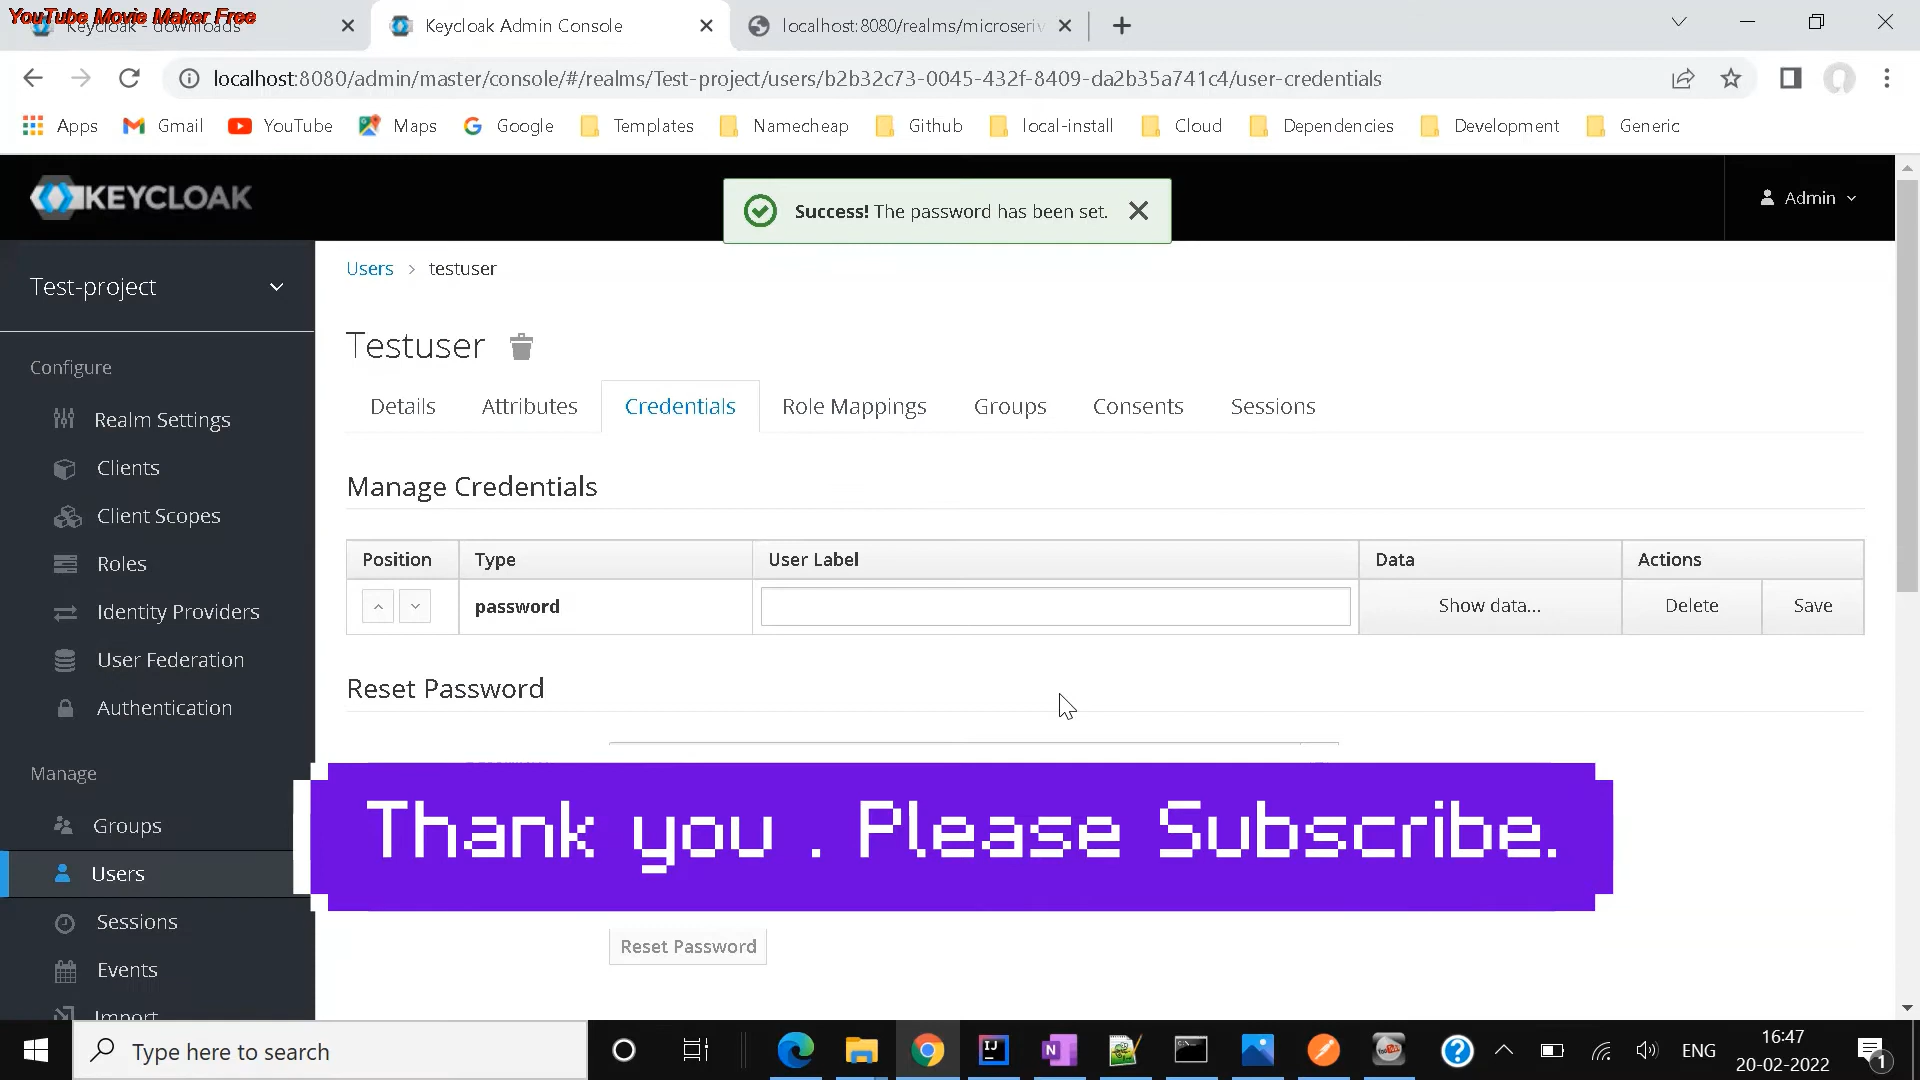 YouTube Movie Maker Free
Keycloak - downloads
Keycloak Admin Console
localhost:8080/realms/microseriv
localhost:8080/admin/master/console/#/realms/Test-project/users/b2b32c73-0045-432f-8409-da2b35a741c4/user-credentials
Apps
Gmail
YouTube
Maps
Google
Templates
Namecheap
Github
local-install
Cloud
Dependencies
Development
Generic
KEYCLOAK
Success! The password has been set.
Admin
Test-project
Users > testuser
Testuser
Configure
Realm Settings
Clients
Client Scopes
Roles
Identity Providers
User Federation
Authentication
Manage
Groups
Users
Sessions
Events
Import
Details
Attributes
Credentials
Role Mappings
Groups
Consents
Sessions
Manage Credentials
Position
Type
User Label
Data
Actions
password
Show data...
Delete
Save
Reset Password
Thank you . Please Subscribe.
Reset Password
Type here to search
ENG
16:47
20-02-2022
1